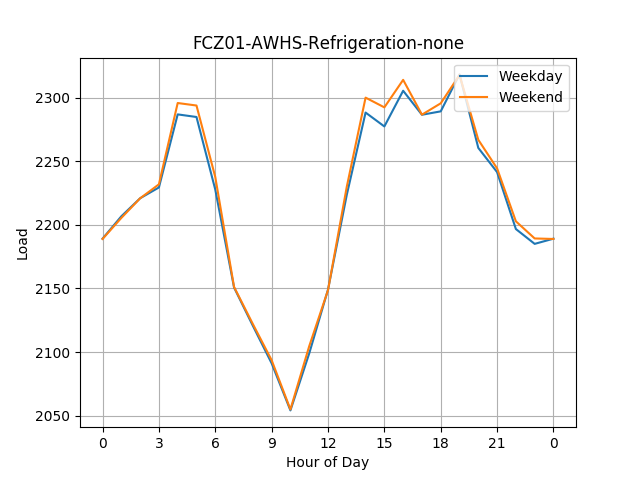 FCZ01-AWHS-Refrigeration-none
Weekday
Weekend
2300
2250
2200
2150
2100
2050
Load
0 3 6 9 12 15 18 21 0
Hour of Day